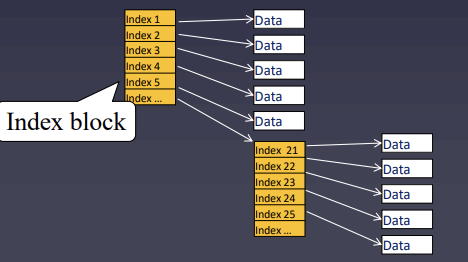 Index 1
Data
Index 2
Data
Index 3
Data
Index 4
Data
Index 5
Data
Index ...
Index block
Index 21
Data
Index 22
Data
Index 23
Data
Index 24
Data
Index 25
Data
Index ...